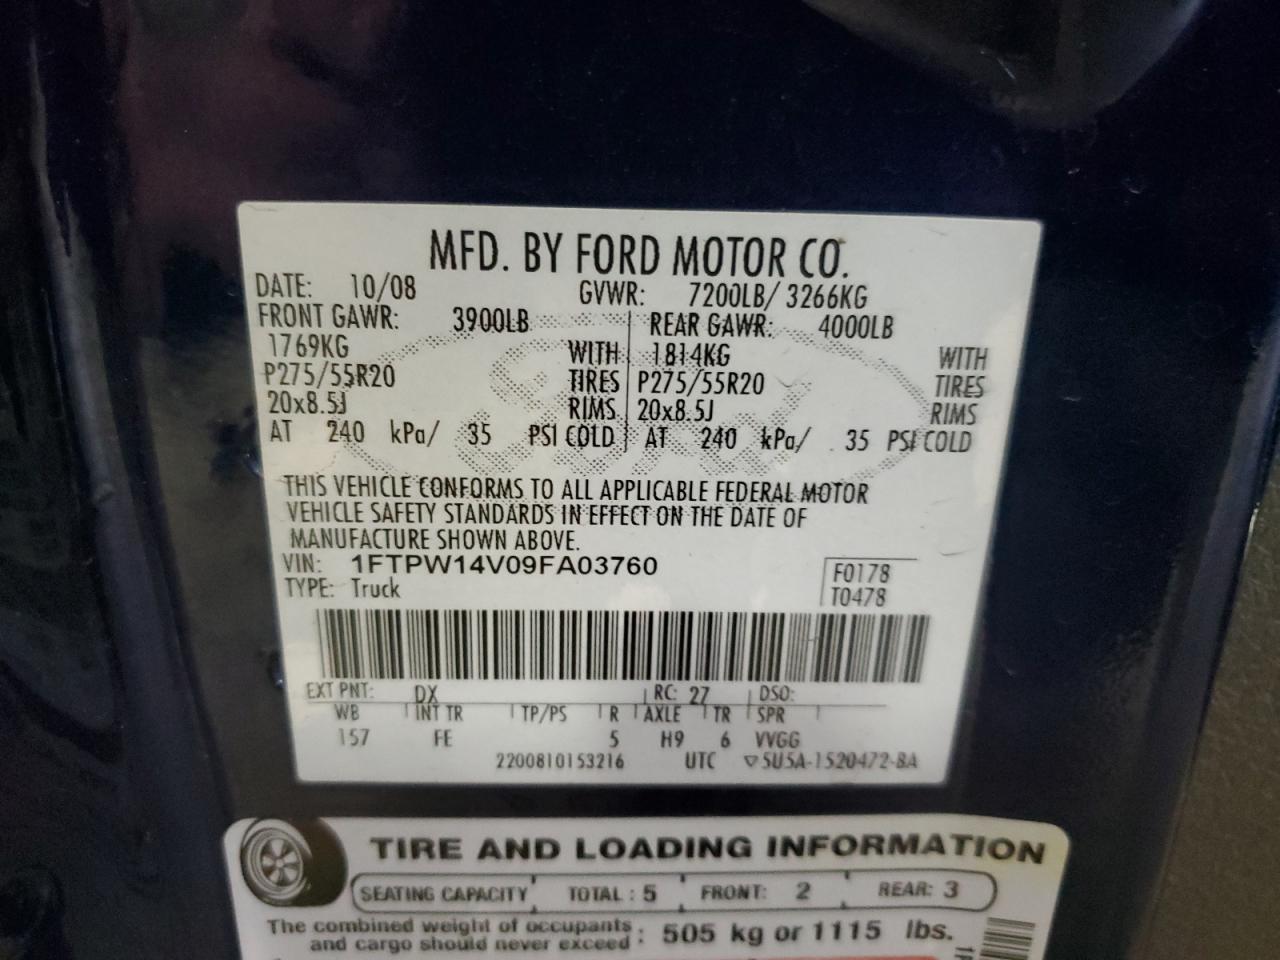 MFD. BY FORD MOTOR CO.
DATE: 10/08 GVWR: 7200LB/ 3266KG
FRONT GAWR: 3900LB REAR GAWR: 4000LB
1769KG WITH 1814KG WITH
P275/55R20 TIRES P275/55R20 TIRES
20x8.5J RIMS 20x8.5J RIMS
AT 240 kPa/ 35 PSI COLD AT 240 kPa/ 35 PSI COLD
THIS VEHICLE CONFORMS TO ALL APPLICABLE FEDERAL MOTOR
VEHICLE SAFETY STANDARDS IN EFFECT ON THE DATE OF
MANUFACTURE SHOWN ABOVE.
VIN: 1FTPW14V09FA03760
F0178
TYPE: Truck
T0478
EXT PNT: DX RC: 27 DSO:
WB INT TR TP/PS R AXLE TR SPR
157 FE 5 H9 6 VVGG
2200810153216 UTC ▽5U5A-1520472-BA
TIRE AND LOADING INFORMATION
SEATING CAPACITY TOTAL : 5 FRONT: 2 REAR: 3
The combined weight of occupants
and cargo should never exceed : 505 kg or 1115 lbs.